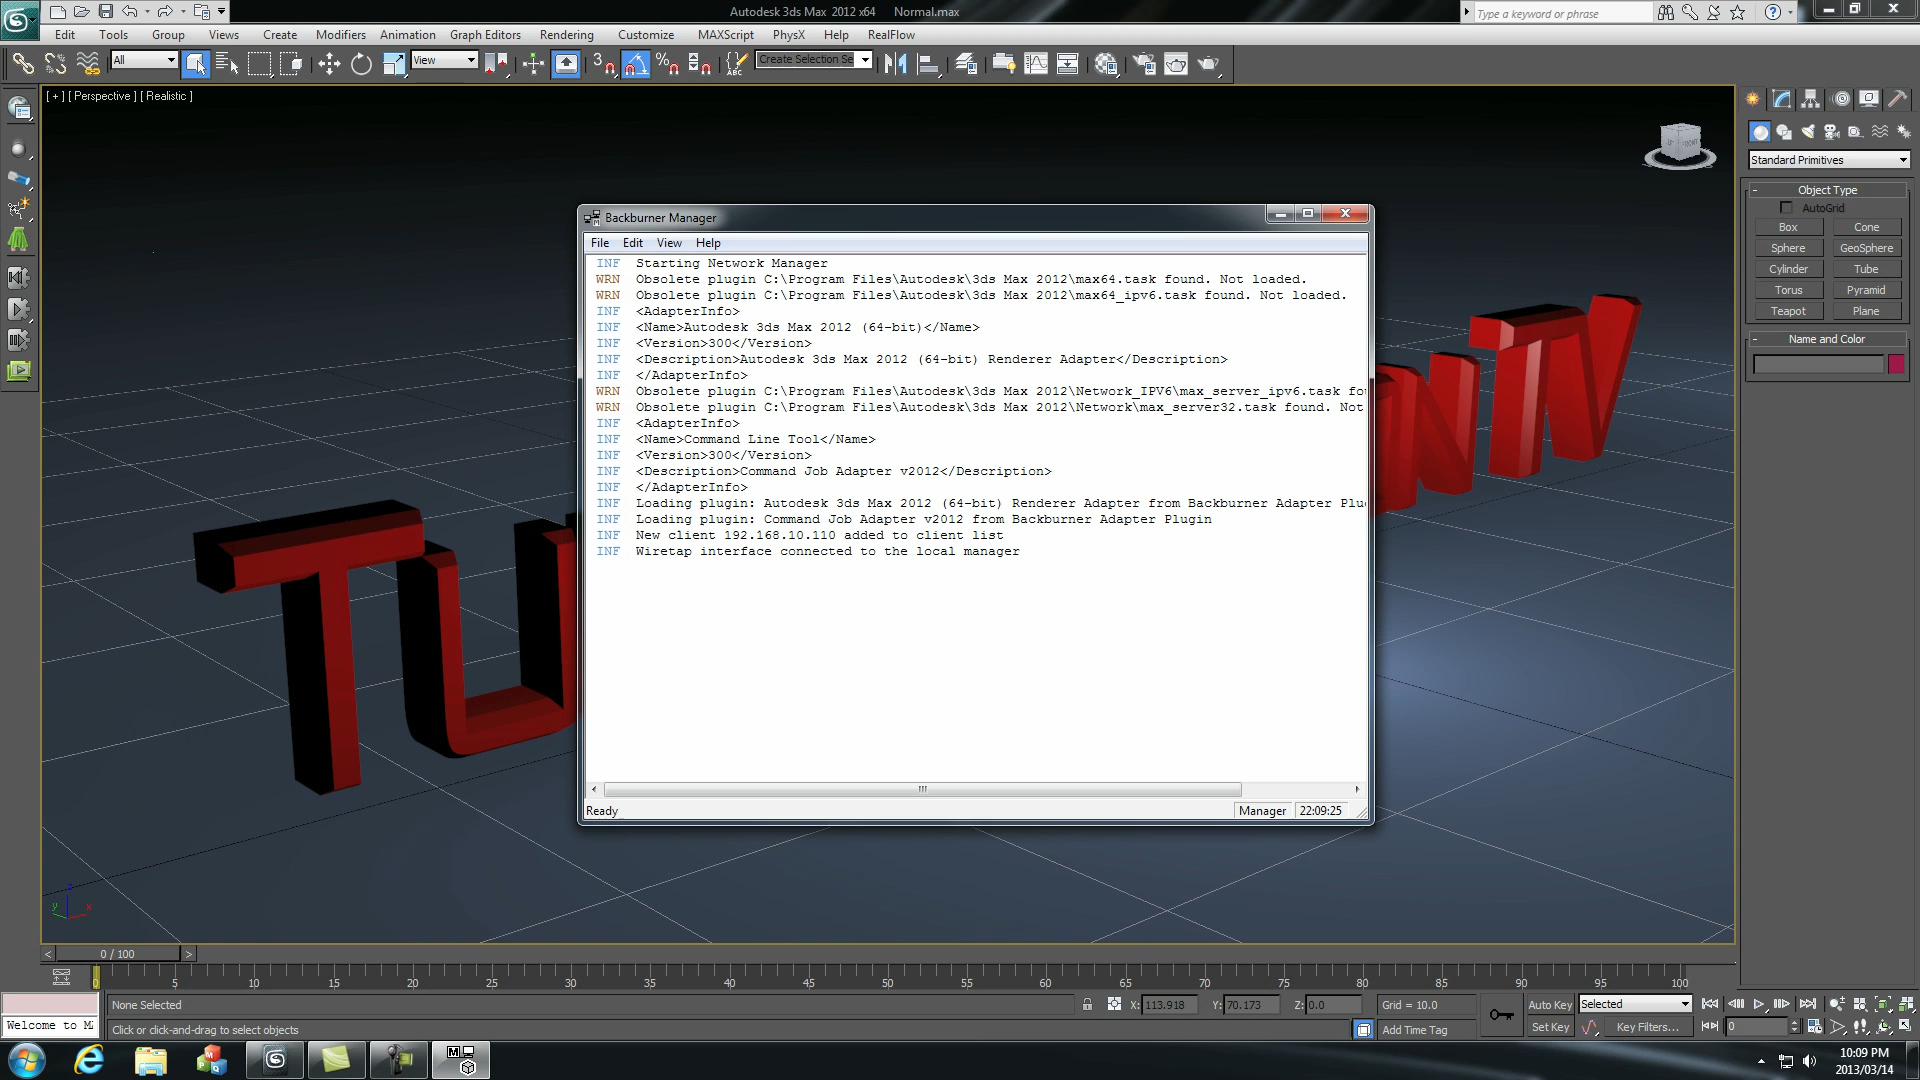 Autodesk 3ds Max 2012 x64 Normal.max
Type a keyword or phrase
Edit Tools Group Views Create Modifiers Animation Graph Editors Rendering Customize MAXScript PhysX Help RealFlow
All
View
3
ABC
Create Selection Se
[ + ] [ Perspective ] [ Realistic ]
FRONT
Standard Primitives
Object Type
AutoGrid
Box Cone
Sphere GeoSphere
Cylinder Tube
Torus Pyramid
Teapot Plane
Name and Color
Backburner Manager
File Edit View Help
INF Starting Network Manager
WRN Obsolete plugin C:\Program Files\Autodesk\3ds Max 2012\max64.task found. Not loaded.
WRN Obsolete plugin C:\Program Files\Autodesk\3ds Max 2012\max64_ipv6.task found. Not loaded.
INF <AdapterInfo>
INF <Name>Autodesk 3ds Max 2012 (64-bit)</Name>
INF <Version>300</Version>
INF <Description>Autodesk 3ds Max 2012 (64-bit) Renderer Adapter</Description>
INF </AdapterInfo>
WRN Obsolete plugin C:\Program Files\Autodesk\3ds Max 2012\Network_IPV6\max_server_ipv6.task fo
WRN Obsolete plugin C:\Program Files\Autodesk\3ds Max 2012\Network\max_server32.task found. Not
INF <AdapterInfo>
INF <Name>Command Line Tool</Name>
INF <Version>300</Version>
INF <Description>Command Job Adapter v2012</Description>
INF </AdapterInfo>
INF Loading plugin: Autodesk 3ds Max 2012 (64-bit) Renderer Adapter from Backburner Adapter Plu
INF Loading plugin: Command Job Adapter v2012 from Backburner Adapter Plugin
INF New client 192.168.10.110 added to client list
INF Wiretap interface connected to the local manager
Ready Manager 22:09:25
TU
NTV
z
y x
< 0 / 100 >
0 5 10 15 20 25 30 35 40 45 50 55 60 65 70 75 80 85 90 95 100
None Selected X: 113.918 Y: 70.173 Z: 0.0 Grid = 10.0 Auto Key Selected
Welcome to M Click or click-and-drag to select objects Add Time Tag Set Key Key Filters... 0
10:09 PM
2013/03/14